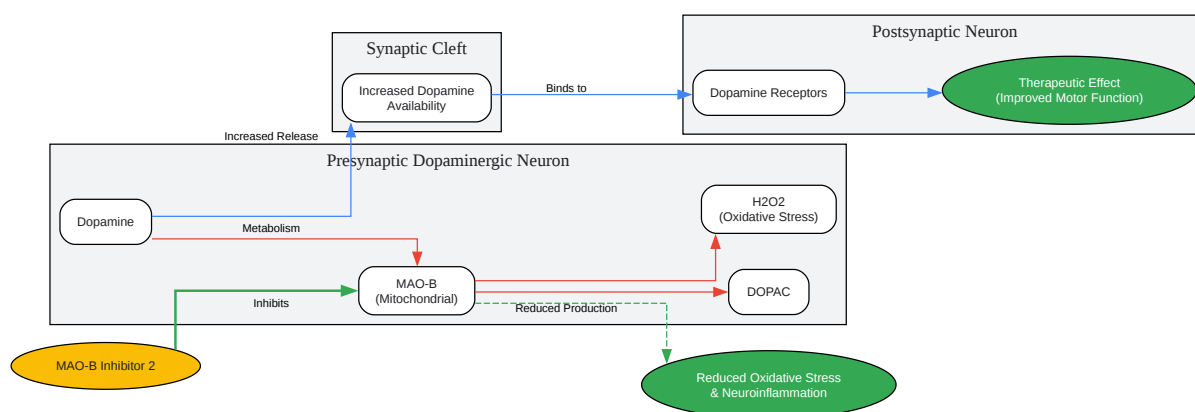 Synaptic Cleft
Increased Dopamine
Availability
Postsynaptic Neuron
Dopamine Receptors
Therapeutic Effect
(Improved Motor Function)
Binds to
Increased Release
Presynaptic Dopaminergic Neuron
Dopamine
Metabolism
H2O2
(Oxidative Stress)
MAO-B
(Mitochondrial)
DOPAC
Inhibits
Reduced Production
MAO-B Inhibitor 2
Reduced Oxidative Stress
& Neuroinflammation